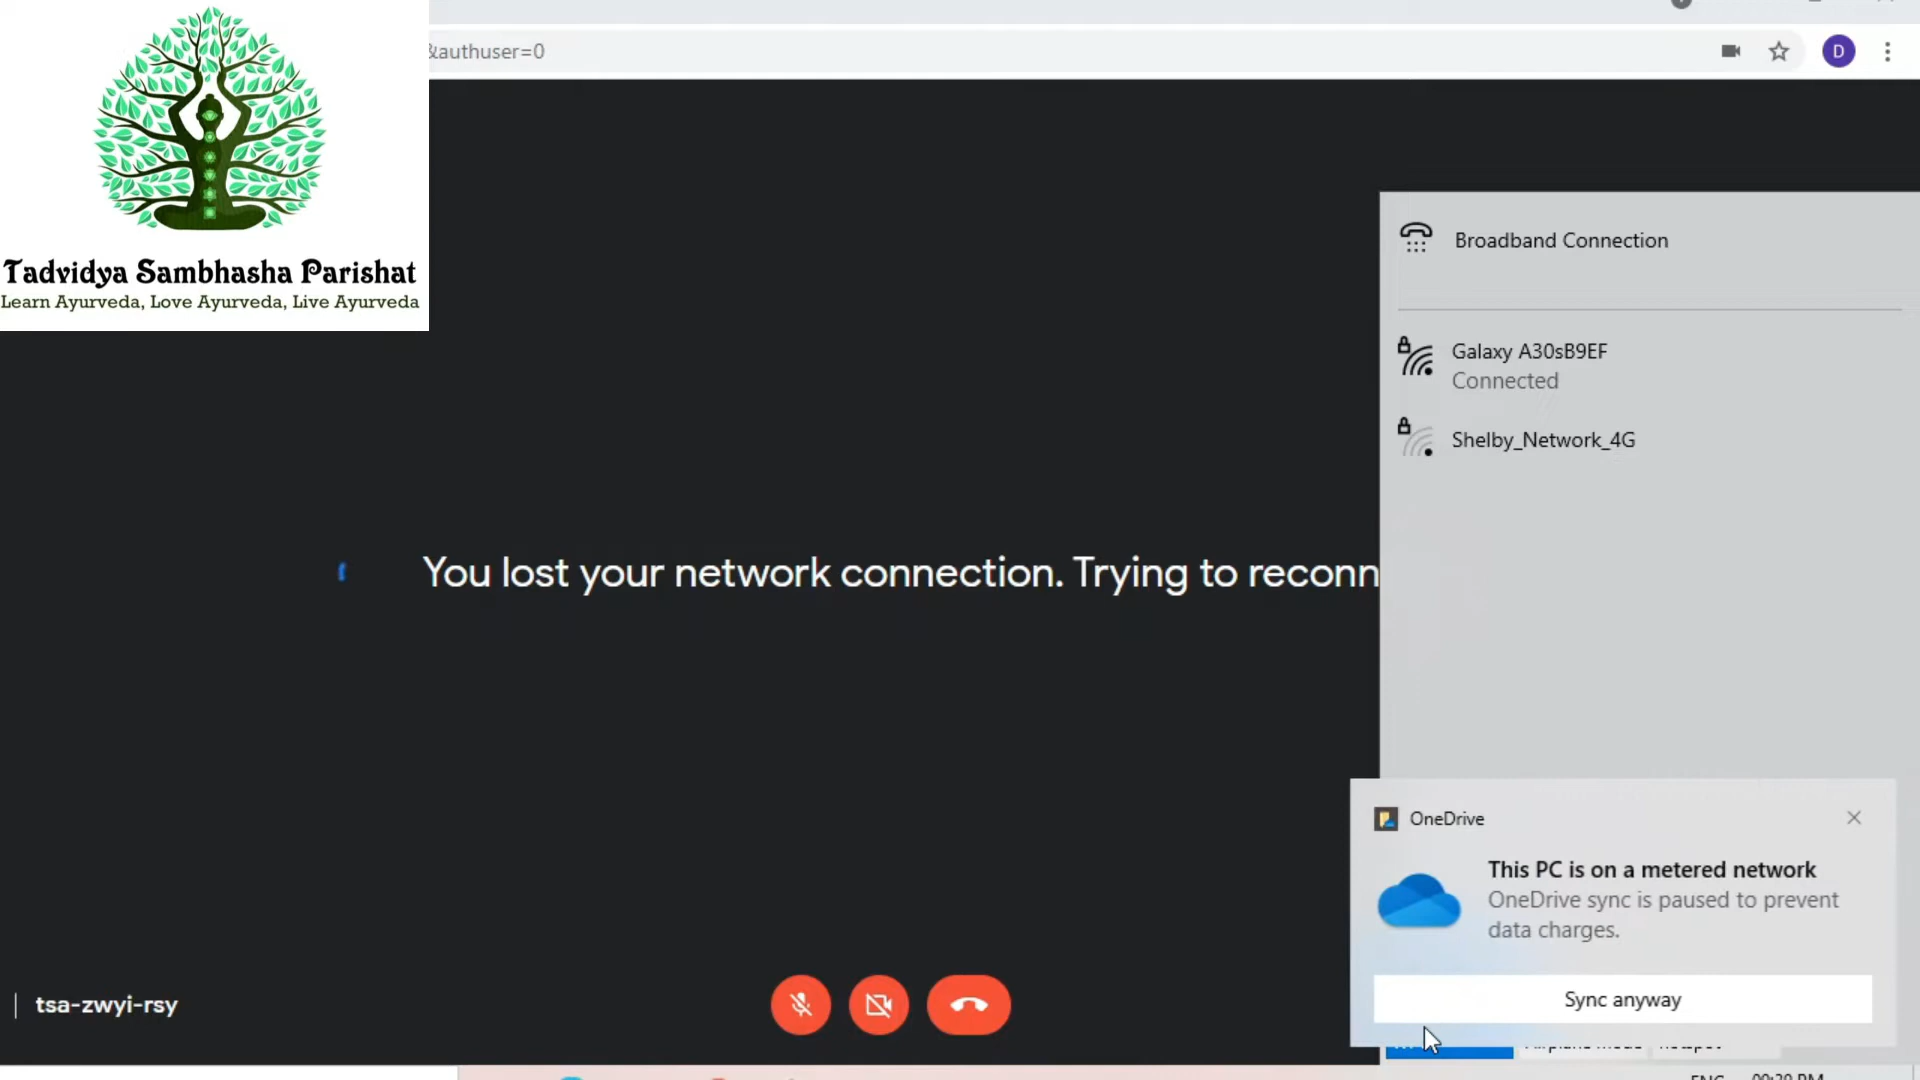 &authuser=0
D
Tadvidya Sambhasha Parishat
Learn Ayurveda, Love Ayurveda, Live Ayurveda
Broadband Connection
Galaxy A30sB9EF
Connected
Shelby_Network_4G
You lost your network connection. Trying to reconn
OneDrive
This PC is on a metered network
OneDrive sync is paused to prevent
data charges.
Sync anyway
tsa-zwyi-rsy